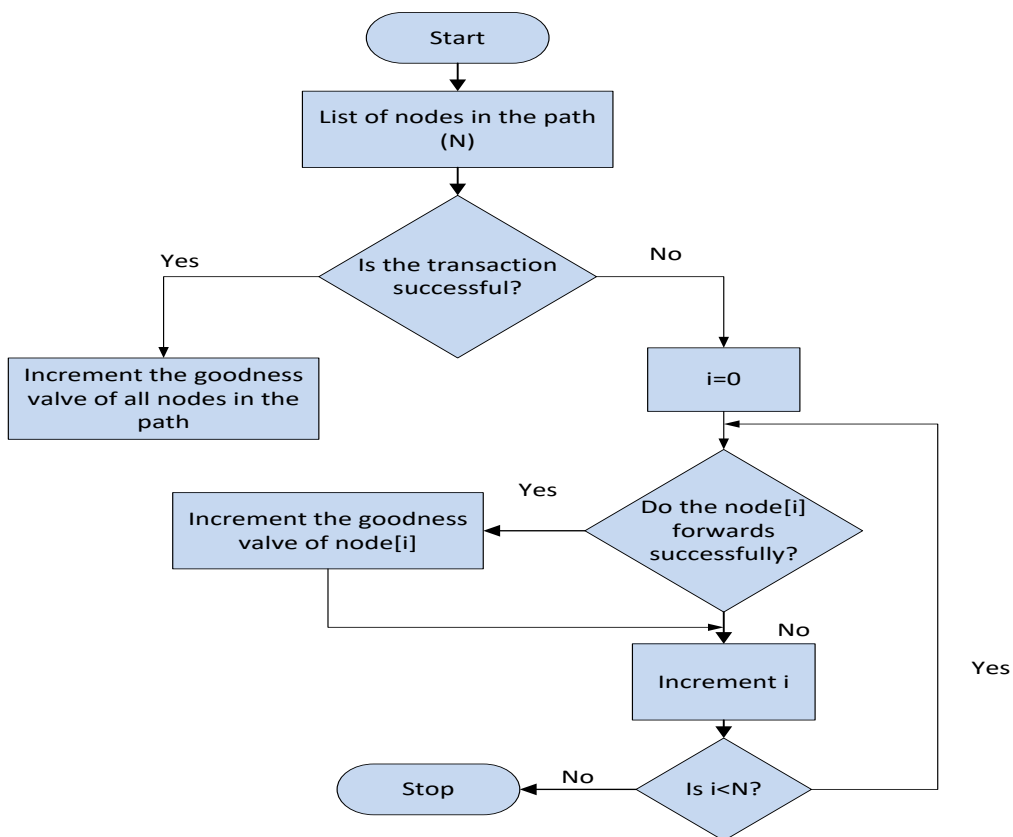 Start
List of nodes in the path
(N)
Yes
No
Is the transaction
successful?
Increment the goodness
valve of all nodes in the
path
i=0
Yes
Increment the goodness
valve of node[i]
Do the node[i]
forwards
successfully?
No
Increment i
Yes
No
Stop
Is i<N?